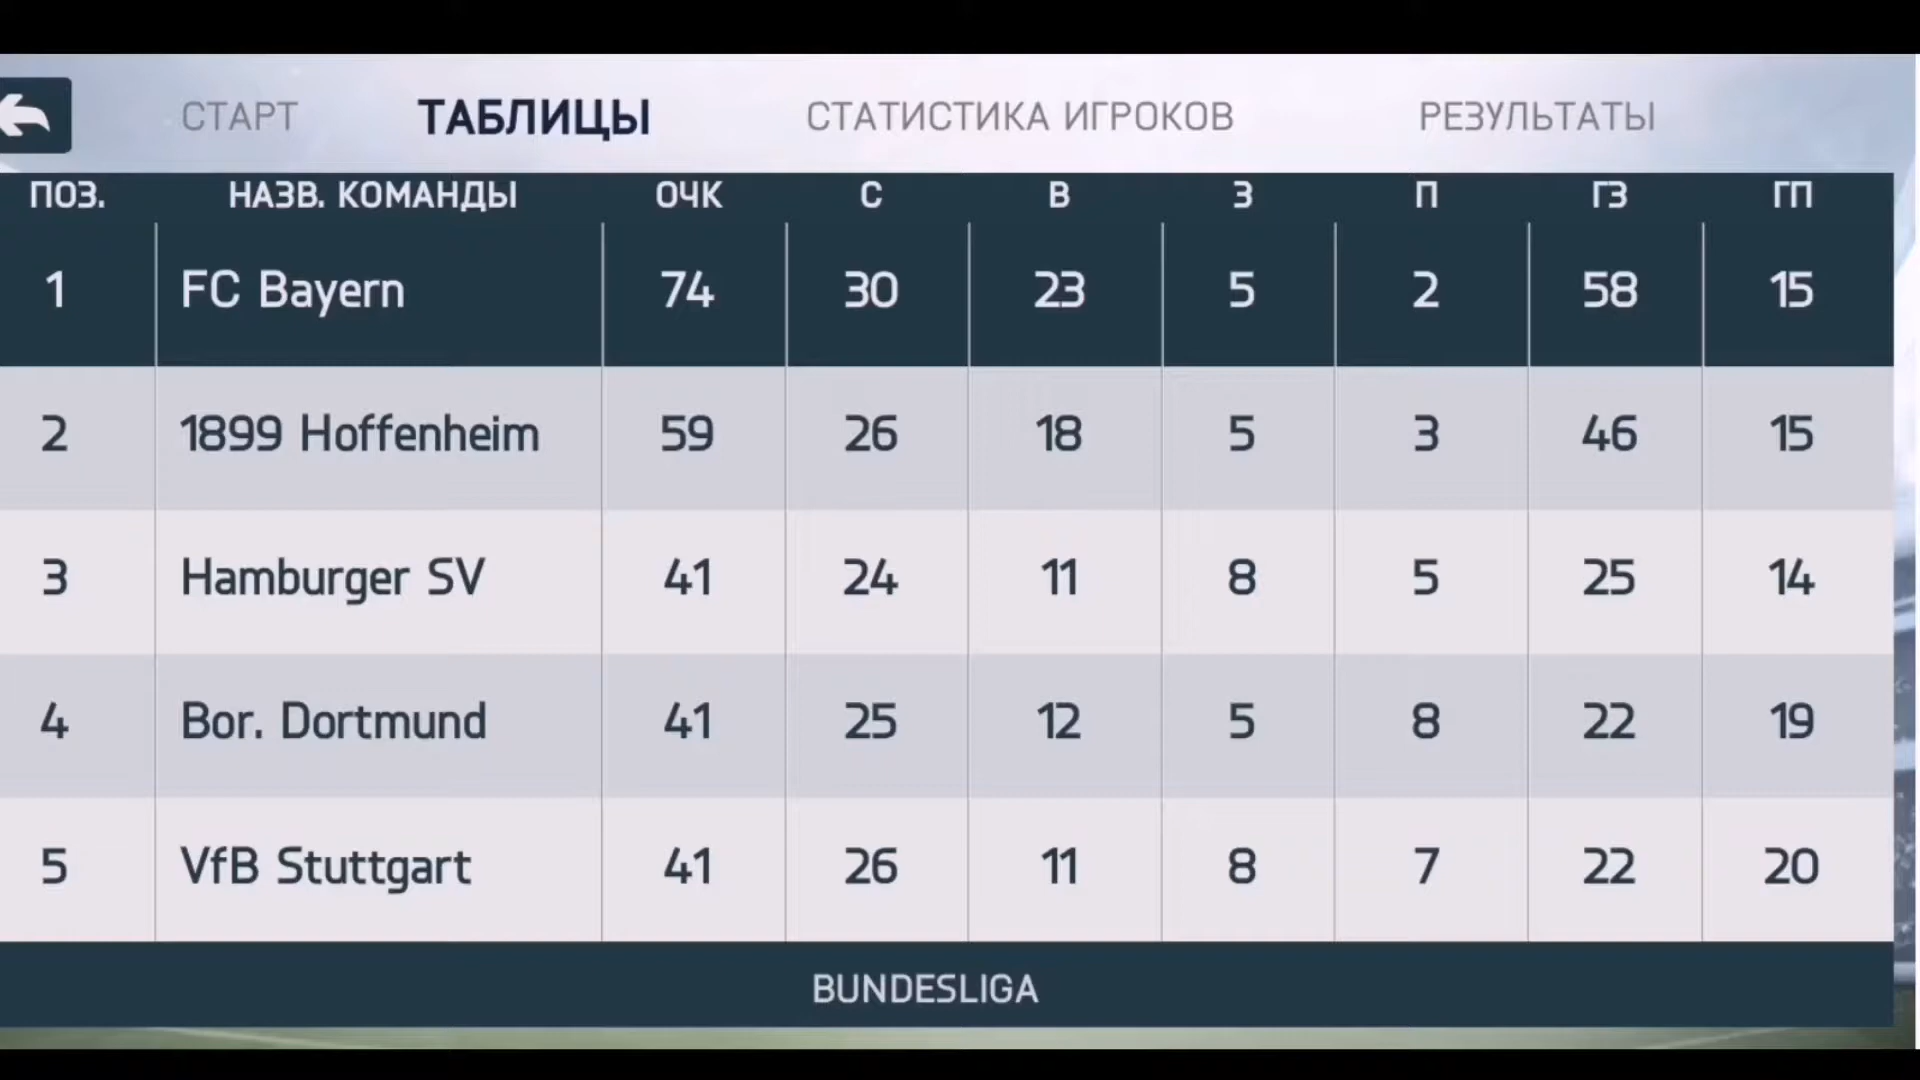 СТАРТ ТАБЛИЦЫ СТАТИСТИКА ИГРОКОВ РЕЗУЛЬТАТЫ
ПОЗ. НАЗВ. КОМАНДЫ ОЧК С В З П ГЗ ГП
1 FC Bayern 74 30 23 5 2 58 15
2 1899 Hoffenheim 59 26 18 5 3 46 15
3 Hamburger SV 41 24 11 8 5 25 14
4 Bor. Dortmund 41 25 12 5 8 22 19
5 VfB Stuttgart 41 26 11 8 7 22 20
BUNDESLIGA